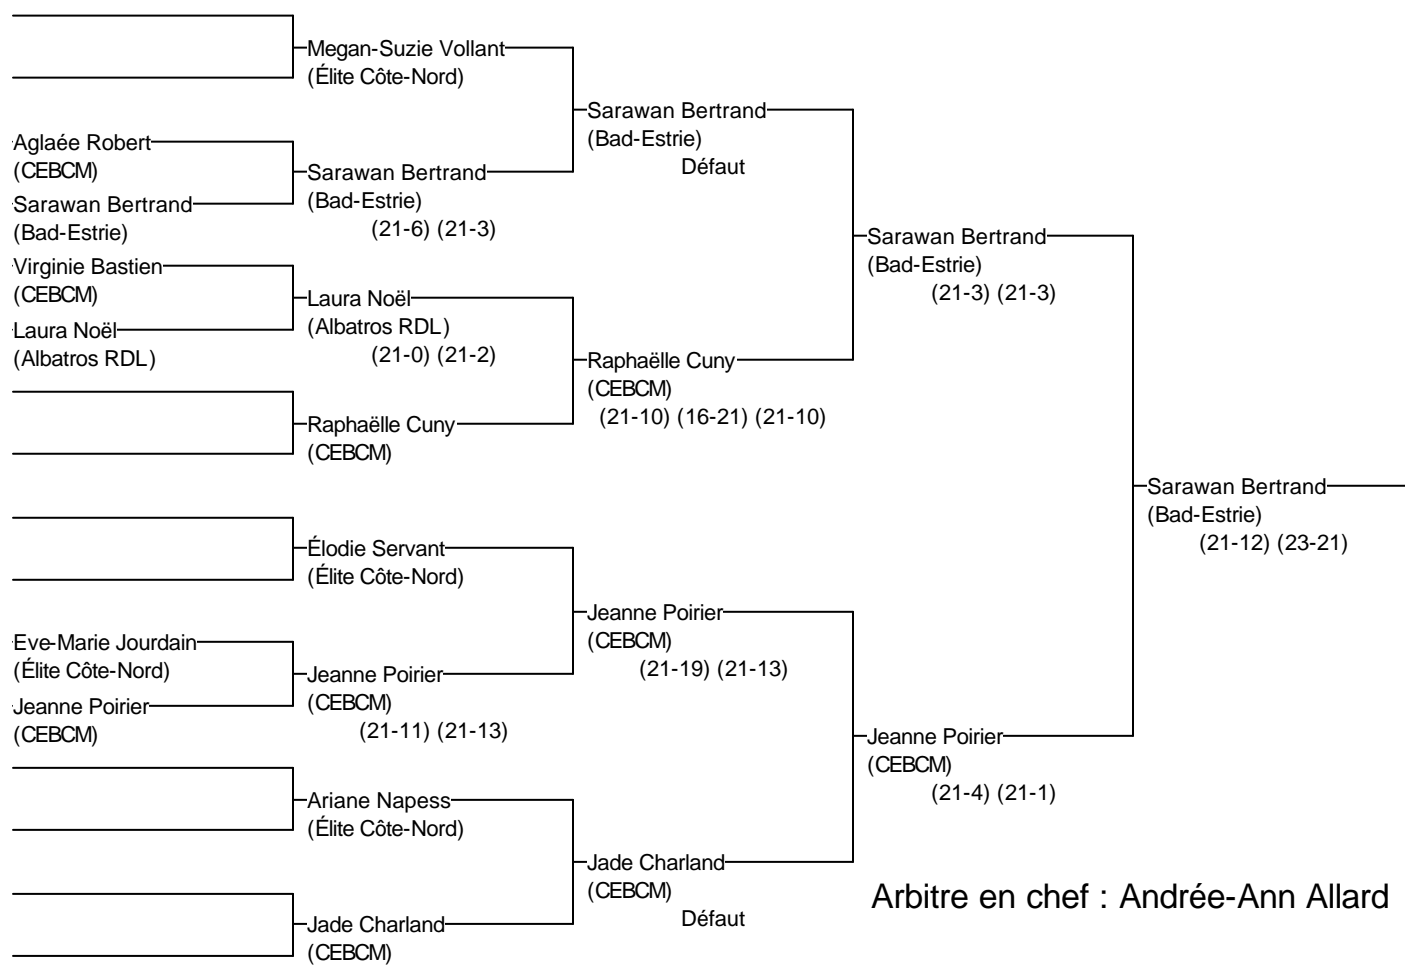 Megan-Suzie Vollant
(Élite Côte-Nord)
Aglaée Robert
(CEBCM)
Sarawan Bertrand
(Bad-Estrie)
Virginie Bastien
(CEBCM)
Laura Noël
(Albatros RDL)
Sarawan Bertrand
(Bad-Estrie)
(21-6) (21-3)
Laura Noël
(Albatros RDL)
(21-0) (21-2)
Raphaëlle Cuny
(CEBCM)
Sarawan Bertrand
(Bad-Estrie)
Défaut
Raphaëlle Cuny
(CEBCM)
(21-10) (16-21) (21-10)
Sarawan Bertrand
(Bad-Estrie)
(21-3) (21-3)
Sarawan Bertrand
(Bad-Estrie)
(21-12) (23-21)
Élodie Servant
(Élite Côte-Nord)
Eve-Marie Jourdain
(Élite Côte-Nord)
Jeanne Poirier
(CEBCM)
Jeanne Poirier
(CEBCM)
(21-11) (21-13)
Ariane Napess
(Élite Côte-Nord)
Jade Charland
(CEBCM)
Jeanne Poirier
(CEBCM)
(21-19) (21-13)
Jade Charland
(CEBCM)
Défaut
Jeanne Poirier
(CEBCM)
(21-4) (21-1)
Arbitre en chef : Andrée-Ann Allard